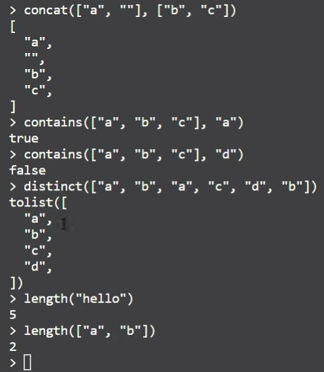 > concat(["a", ""], ["b", "c"])
[
  "a",
  "",
  "b",
  "c",
]
> contains(["a", "b", "c"], "a")
true
> contains(["a", "b", "c"], "d")
false
> distinct(["a", "b", "a", "c", "d", "b"])
tolist([
  "a",
  "b",
  "c",
  "d",
])
> length("hello")
5
> length(["a", "b"])
2
>